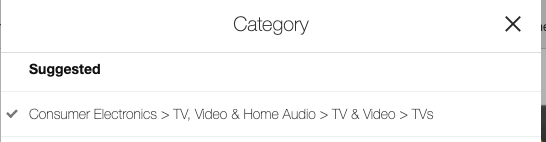 Category
Suggested
Consumer Electronics > TV, Video & Home Audio > TV & Video > TVs